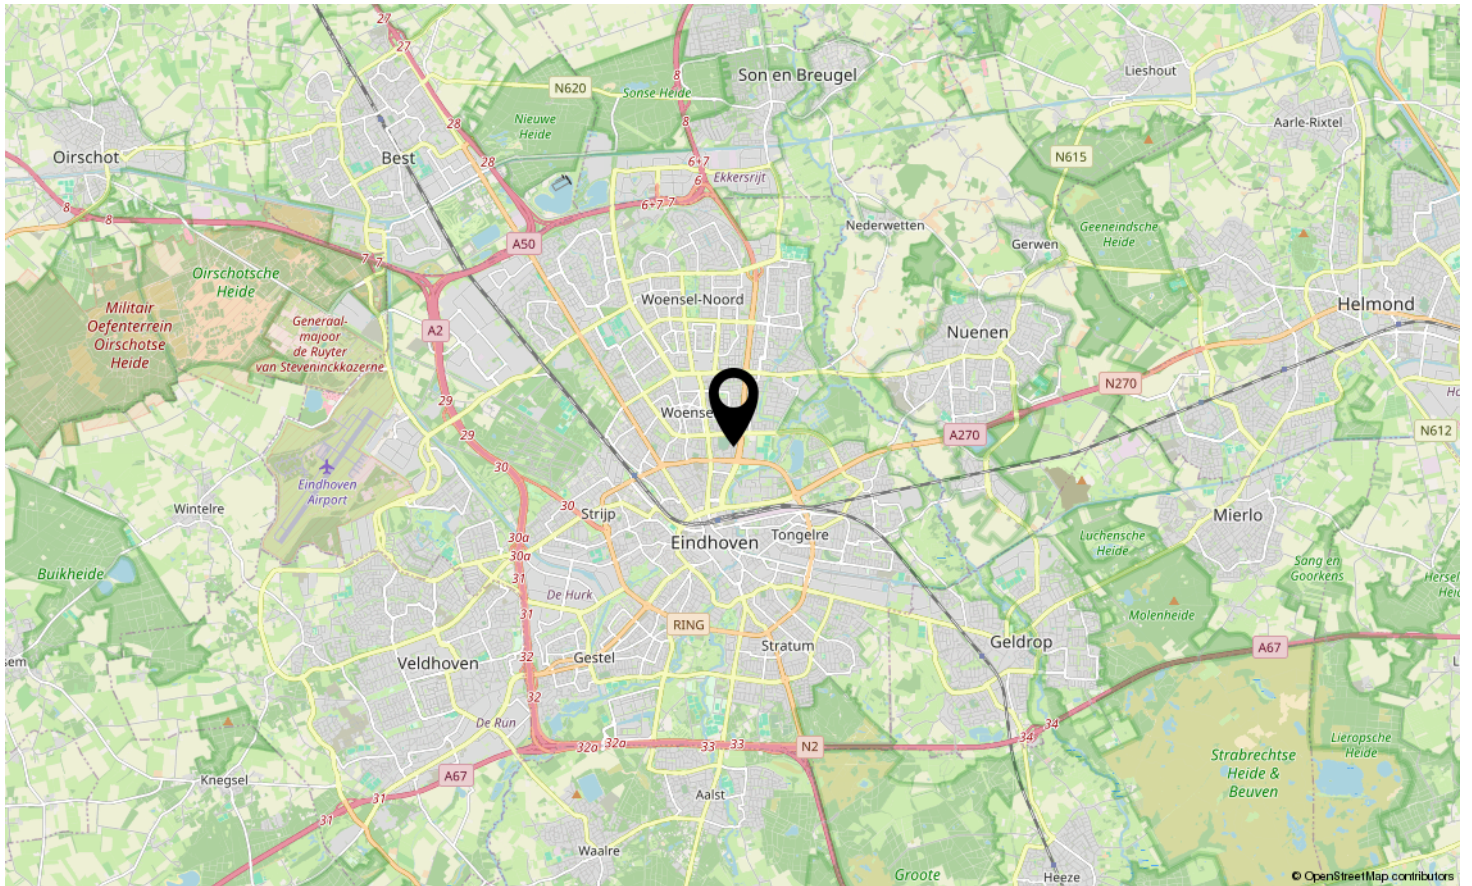 27
27
Son en Breugel
Lieshout
8
N620
Sonse Heide
Nieuwe
Heide
8
28
Aarle-Rixtel
Oirschot
Best
28
N615
6+7
Ekkersrijt
6
6+7
7
8
8
Nederwetten
Geeneindsche
Heide
A50
Gerwen
7
7
Oirschotsche
Heide
Woensel-Noord
Helmond
Militair
Oefenterrein
Oirschotse
Heide
Generaal-
majoor
de Ruyter
van Steveninckkazerne
A2
Nuenen
N270
29
Woense
29
A270
N612
30
Eindhoven
Airport
30
Wintelre
Strijp
Mierlo
30a
30a
Eindhoven
Tongelre
Luchensche
Heide
Buikheide
31
Sang en
Goorkens
De Hurk
31
Molenheide
RING
Stratum
Geldrop
A67
32
Gestel
Veldhoven
32
De Run
34
34
32a
32a
33
33
N2
Strabrechtse
Heide &
Beuven
Lieropsche
Heide
Knegsel
A67
31
31
Aalst
Waalre
Groote
Heeze
© OpenStreetMap contributors